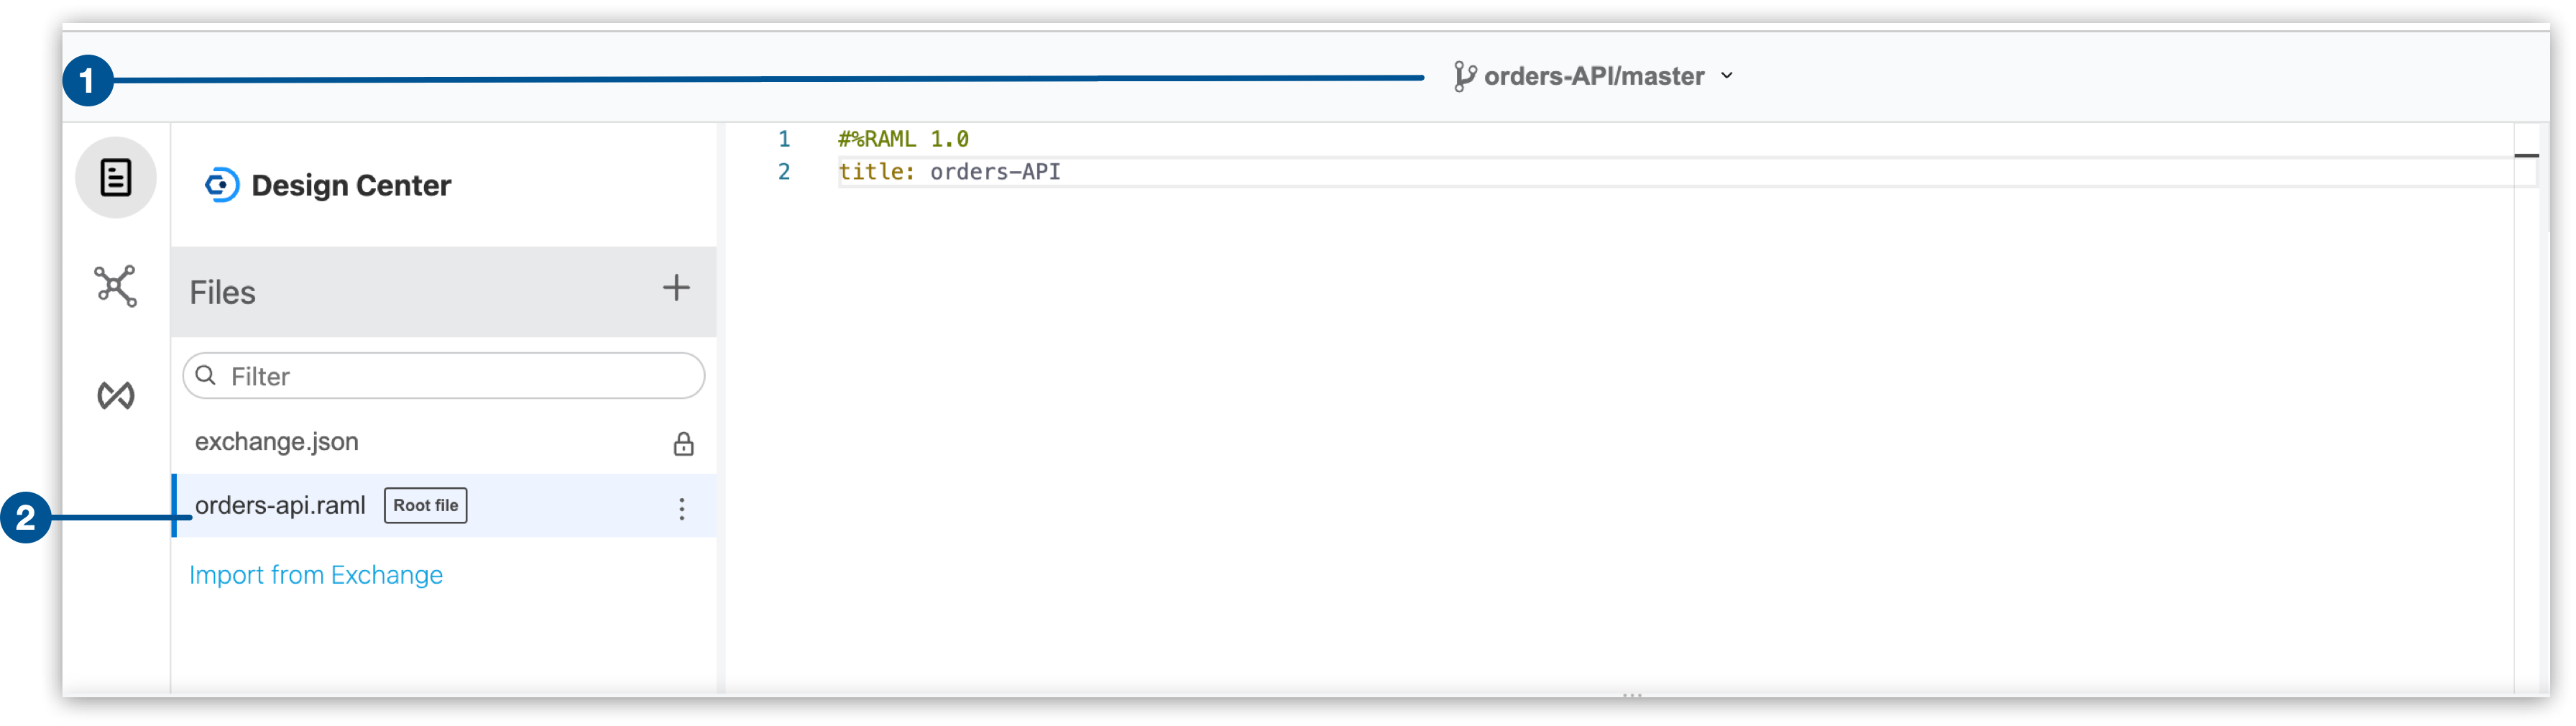 1
orders-API/master
Design Center
Files
Filter
exchange.json
orders-api.raml Root file
2
Import from Exchange
1 #%RAML 1.0
2 title: orders-API